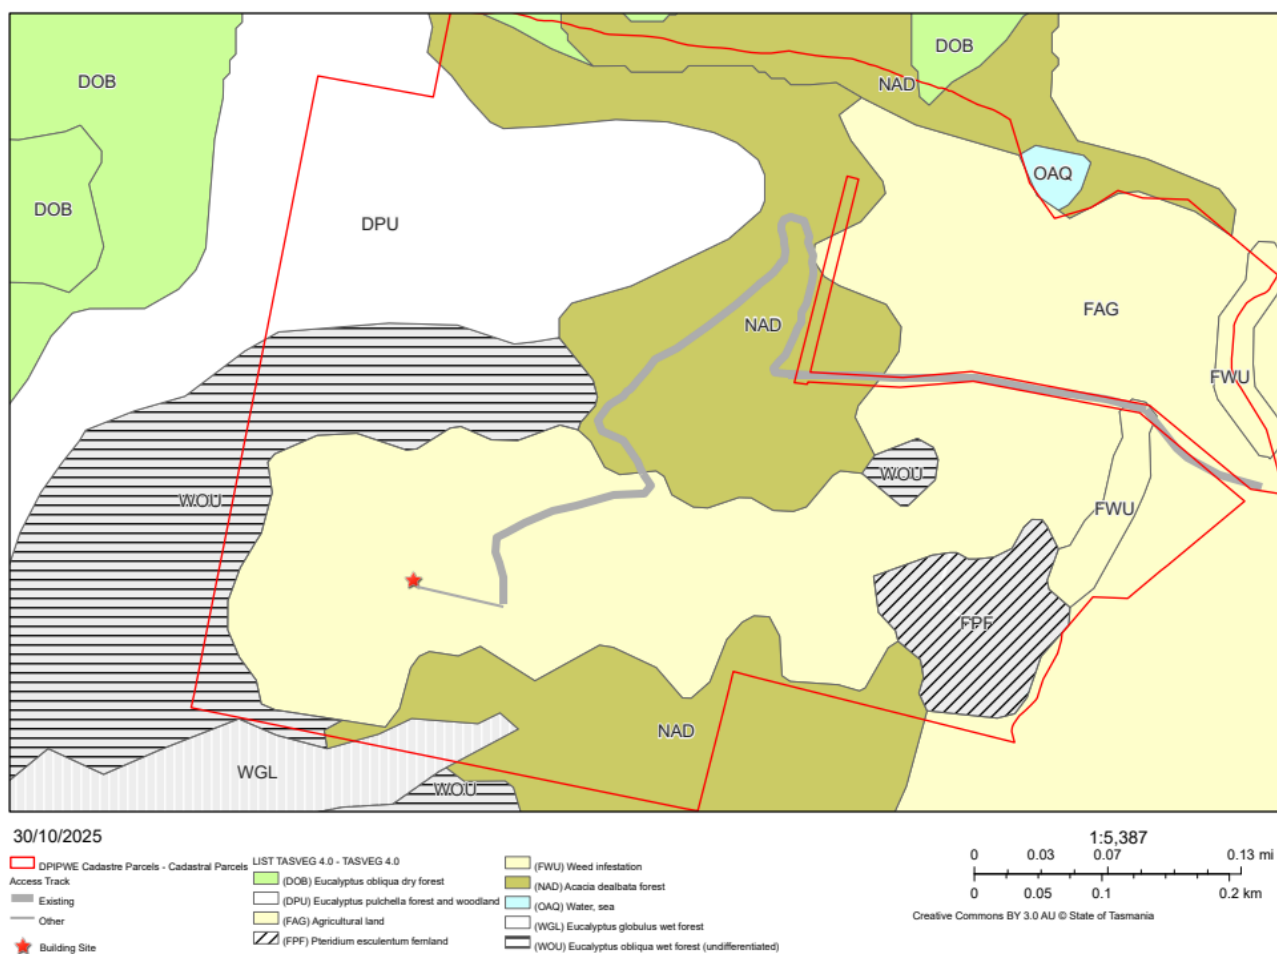 DOB
DOB
NAD
DOB
OAQ
DPU
FAG
NAD
FWU
WOU
WOU
FWU
FPF
NAD
WGL
WOU
30/10/2025
1:5,387
DPIPWE Cadastre Parcels - Cadastral Parcels
Access Track
Existing
Other
Building Site
LIST TASVEG 4.0 - TASVEG 4.0
(DOB) Eucalyptus obliqua dry forest
(DPU) Eucalyptus pulchella forest and woodland
(FAG) Agricultural land
(FPF) Pteridium esculentum fernland
(FWU) Weed infestation
(NAD) Acacia dealbata forest
(OAQ) Water, sea
(WGL) Eucalyptus globulus wet forest
(WOU) Eucalyptus obliqua wet forest (undifferentiated)
0 0.03 0.07 0.13 mi
0 0.05 0.1 0.2 km
Creative Commons BY 3.0 AU © State of Tasmania